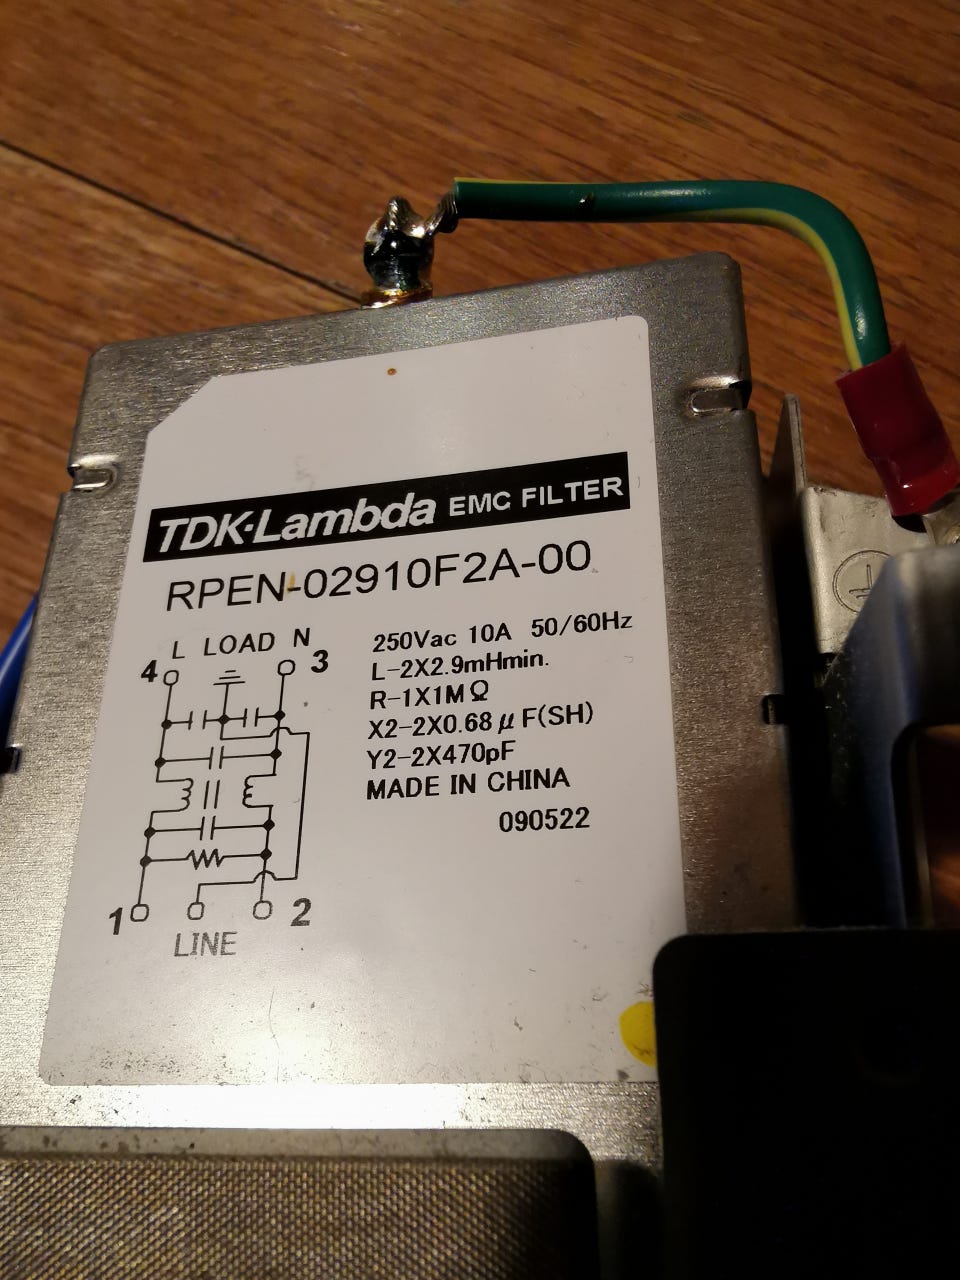 TDK·Lambda EMC FILTER
RPEN-02910F2A-00
L LOAD N
4 3
250Vac 10A 50/60Hz
L-2X2.9mHmin.
R-1X1MΩ
X2-2X0.68μF(SH)
Y2-2X470pF
MADE IN CHINA
090522
1 2
LINE